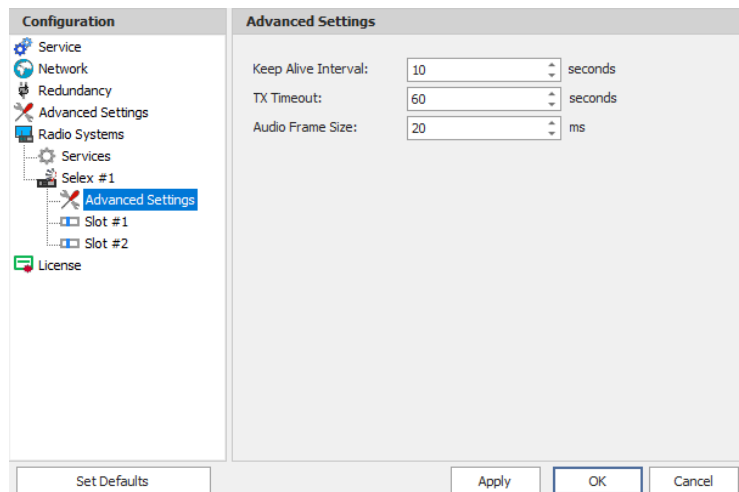 Configuration
Service
Network
Redundancy
Advanced Settings
Radio Systems
Services
Selex #1
Advanced Settings
Slot #1
Slot #2
License
Advanced Settings
Keep Alive Interval: 10 seconds
TX Timeout: 60 seconds
Audio Frame Size: 20 ms
Set Defaults Apply OK Cancel